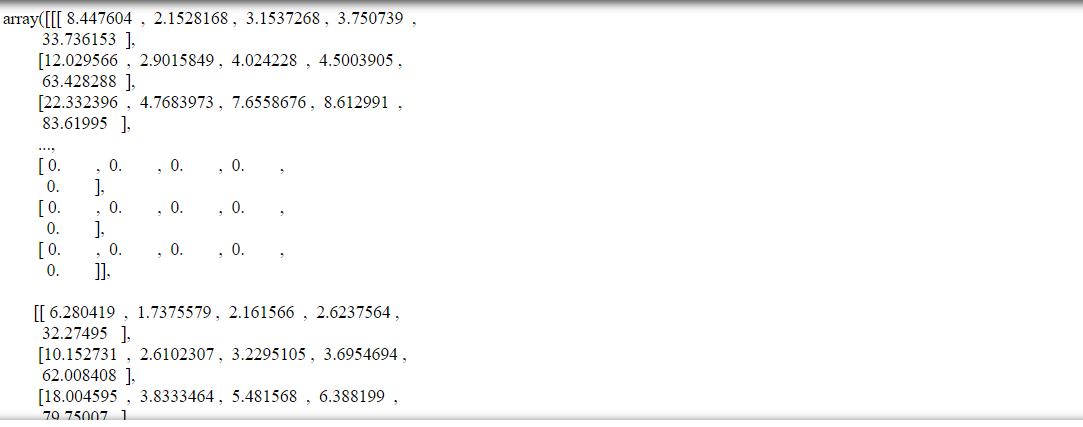 array([[[ 8.447604 , 2.1528168 , 3.1537268 , 3.750739 ,
33.736153 ],
[12.029566 , 2.9015849 , 4.024228 , 4.5003905 ,
63.428288 ],
[22.332396 , 4.7683973 , 7.6558676 , 8.612991 ,
83.61995 ],
...,
[ 0. , 0. , 0. , 0. ,
0. ],
[ 0. , 0. , 0. , 0. ,
0. ],
[ 0. , 0. , 0. , 0. ,
0. ]],
[[ 6.280419 , 1.7375579 , 2.161566 , 2.6237564 ,
32.27495 ],
[10.152731 , 2.6102307 , 3.2295105 , 3.6954694 ,
62.008408 ],
[18.004595 , 3.8333464 , 5.481568 , 6.388199 ,
79.75007 ]